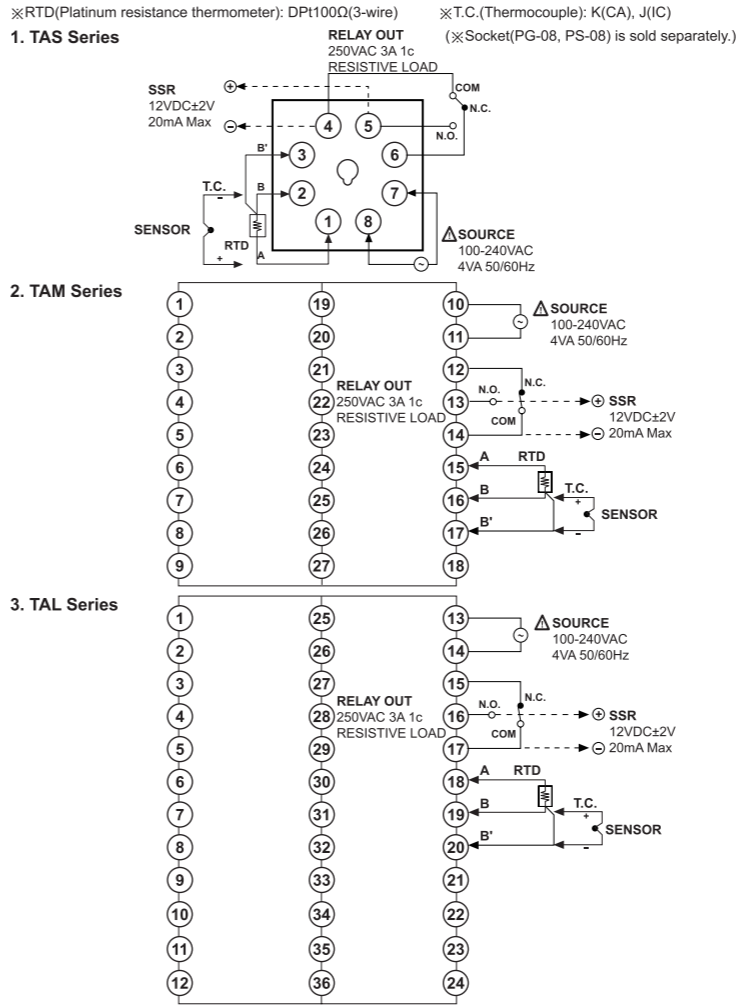 ※RTD(Platinum resistance thermometer): DPt100Ω(3-wire) ※T.C.(Thermocouple): K(CA), J(IC)
1. TAS Series
(※Socket(PG-08, PS-08) is sold separately.)
RELAY OUT
250VAC 3A 1c
RESISTIVE LOAD
SSR
12VDC±2V
20mA Max
⊕
⊖
COM
N.C.
N.O.
4 5
3 6
2 7
1 8
B'
B
A
T.C.
-
+
SENSOR
RTD
~
⚠SOURCE
100-240VAC
4VA 50/60Hz
2. TAM Series
1 19 10
2 20 11
3 21 12
4 22 13
5 23 14
6 24 15
7 25 16
8 26 17
9 27 18
~
⚠SOURCE
100-240VAC
4VA 50/60Hz
RELAY OUT
250VAC 3A 1c
RESISTIVE LOAD
N.O.
N.C.
COM
⊕ SSR
12VDC±2V
⊖ 20mA Max
A RTD
B
B'
T.C.
+
-
SENSOR
3. TAL Series
1 25 13
2 26 14
3 27 15
4 28 16
5 29 17
6 30 18
7 31 19
8 32 20
9 33 21
10 34 22
11 35 23
12 36 24
~
⚠SOURCE
100-240VAC
4VA 50/60Hz
RELAY OUT
250VAC 3A 1c
RESISTIVE LOAD
N.O.
N.C.
COM
⊕ SSR
12VDC±2V
⊖ 20mA Max
A RTD
B
B'
T.C.
+
-
SENSOR